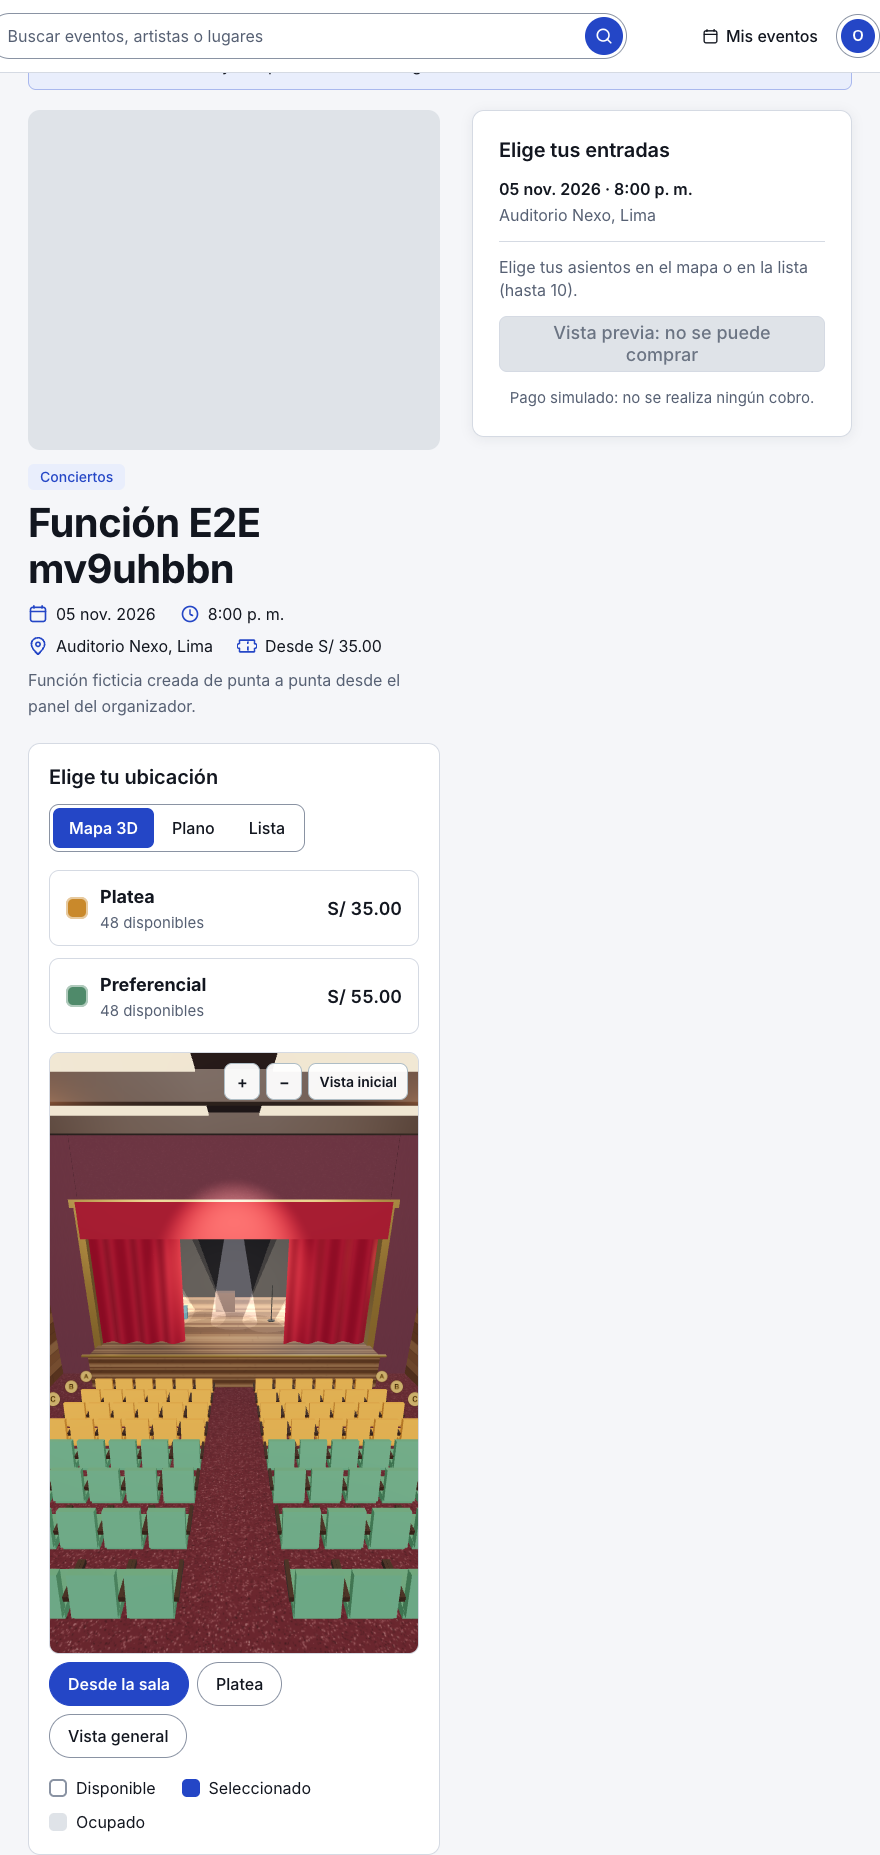 Buscar eventos, artistas o lugares
Mis eventos
O
Elige tus entradas
05 nov. 2026 · 8:00 p. m.
Auditorio Nexo, Lima
Elige tus asientos en el mapa o en la lista
(hasta 10).
Vista previa: no se puede
comprar
Pago simulado: no se realiza ningún cobro.
Conciertos
Función E2E
mv9uhbbn
05 nov. 2026
8:00 p. m.
Auditorio Nexo, Lima
Desde S/ 35.00
Función ficticia creada de punta a punta desde el
panel del organizador.
Elige tu ubicación
Mapa 3D
Plano
Lista
Platea
48 disponibles
S/ 35.00
Preferencial
48 disponibles
S/ 55.00
+
−
Vista inicial
A
A
B
B
C
C
Desde la sala
Platea
Vista general
Disponible
Seleccionado
Ocupado